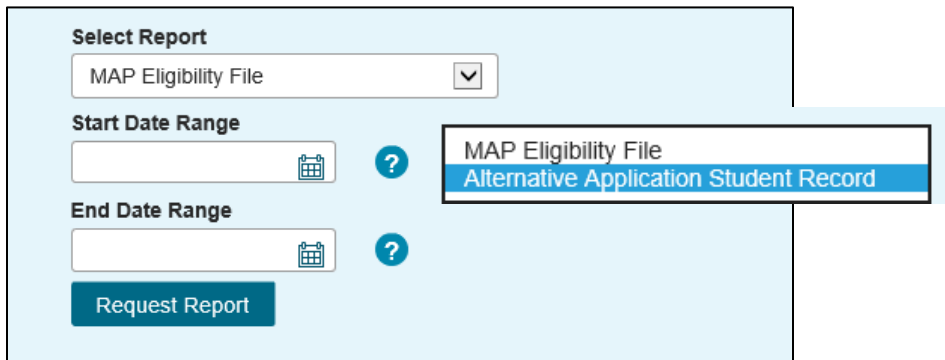 Select Report
MAP Eligibility File
Start Date Range
?
MAP Eligibility File
Alternative Application Student Record
End Date Range
?
Request Report